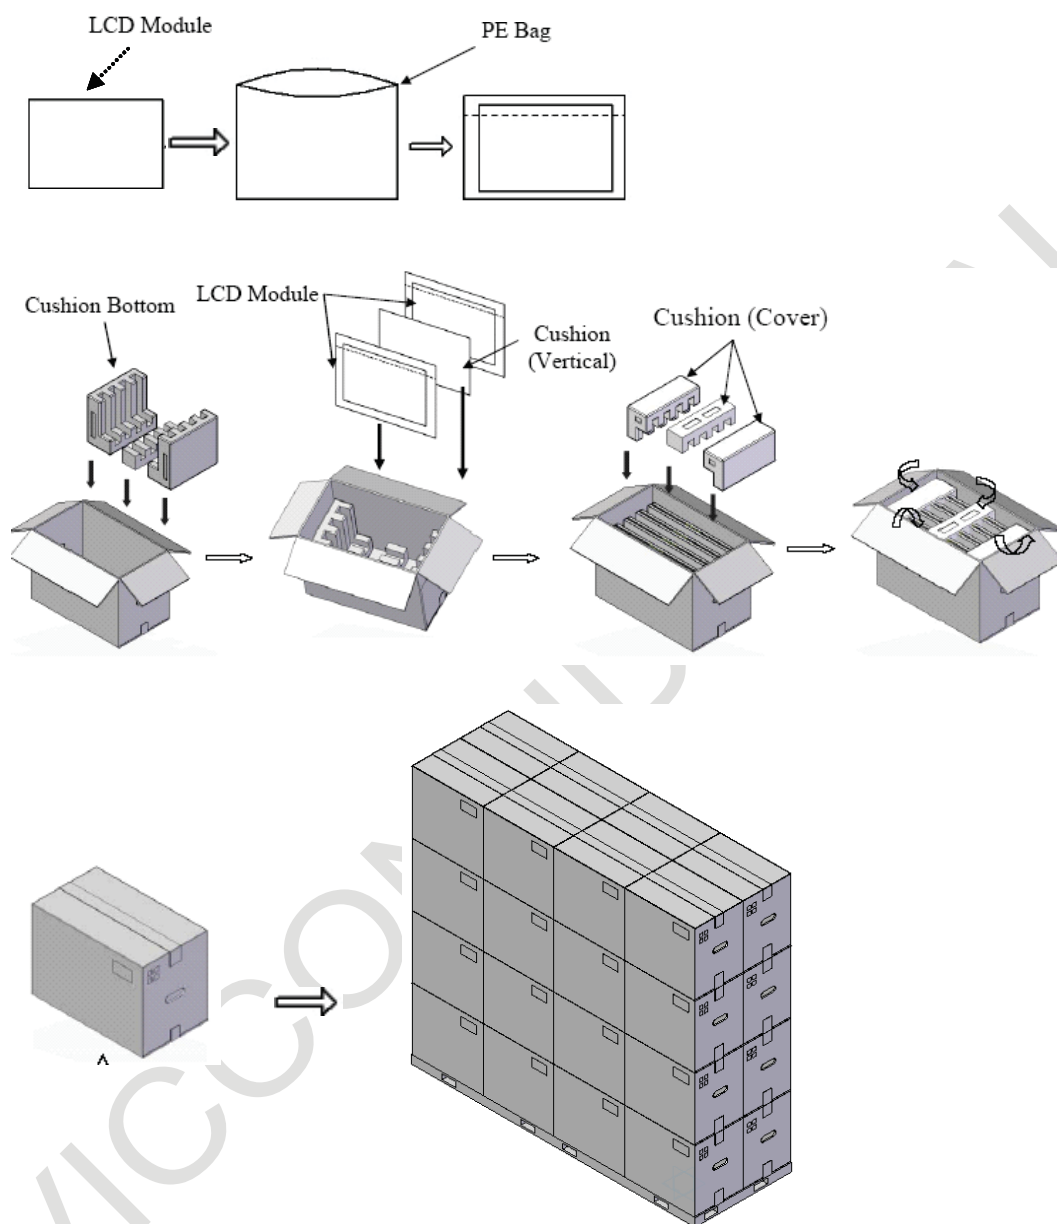 LCD Module
PE Bag
Cushion Bottom
LCD Module
Cushion
(Vertical)
Cushion (Cover)